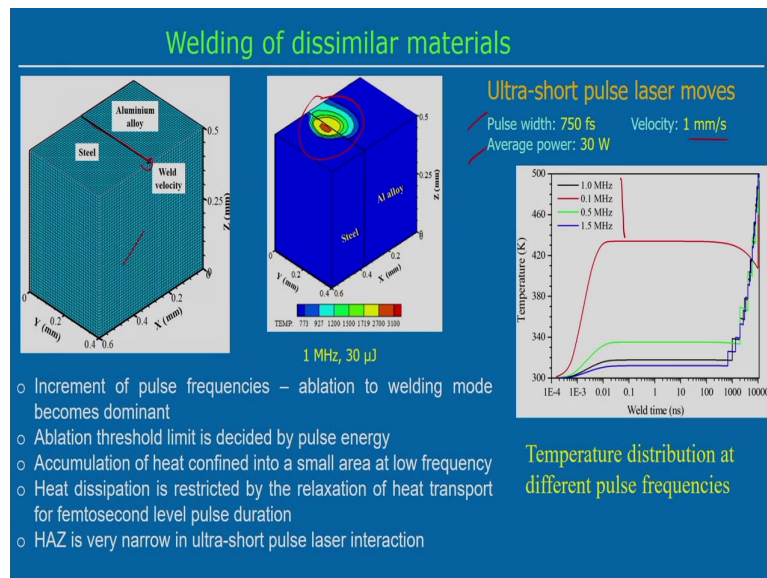 Welding of dissimilar materials
Aluminium
alloy
Steel
Weld
velocity
0.5
0.25
0
Z (mm)
0
0.2
0.4
Y (mm)
0
0.2
0.4
0.6
X (mm)
Steel
Al alloy
0.5
0.25
0
Z (mm)
0
0.2
0.4
Y (mm)
0
0.2
0.4
0.6
X (mm)
TEMP: 773 927 1200 1500 1719 2700 3100
1 MHz, 30 µJ
Ultra-short pulse laser moves
Pulse width: 750 fs Velocity: 1 mm/s
Average power: 30 W
1.0 MHz
0.1 MHz
0.5 MHz
1.5 MHz
500
460
420
380
340
300
Temperature (K)
1E-4 1E-3 0.01 0.1 1 10 100 1000 10000
Weld time (ns)
Temperature distribution at
different pulse frequencies
o Increment of pulse frequencies – ablation to welding mode
becomes dominant
o Ablation threshold limit is decided by pulse energy
o Accumulation of heat confined into a small area at low frequency
o Heat dissipation is restricted by the relaxation of heat transport
for femtosecond level pulse duration
o HAZ is very narrow in ultra-short pulse laser interaction